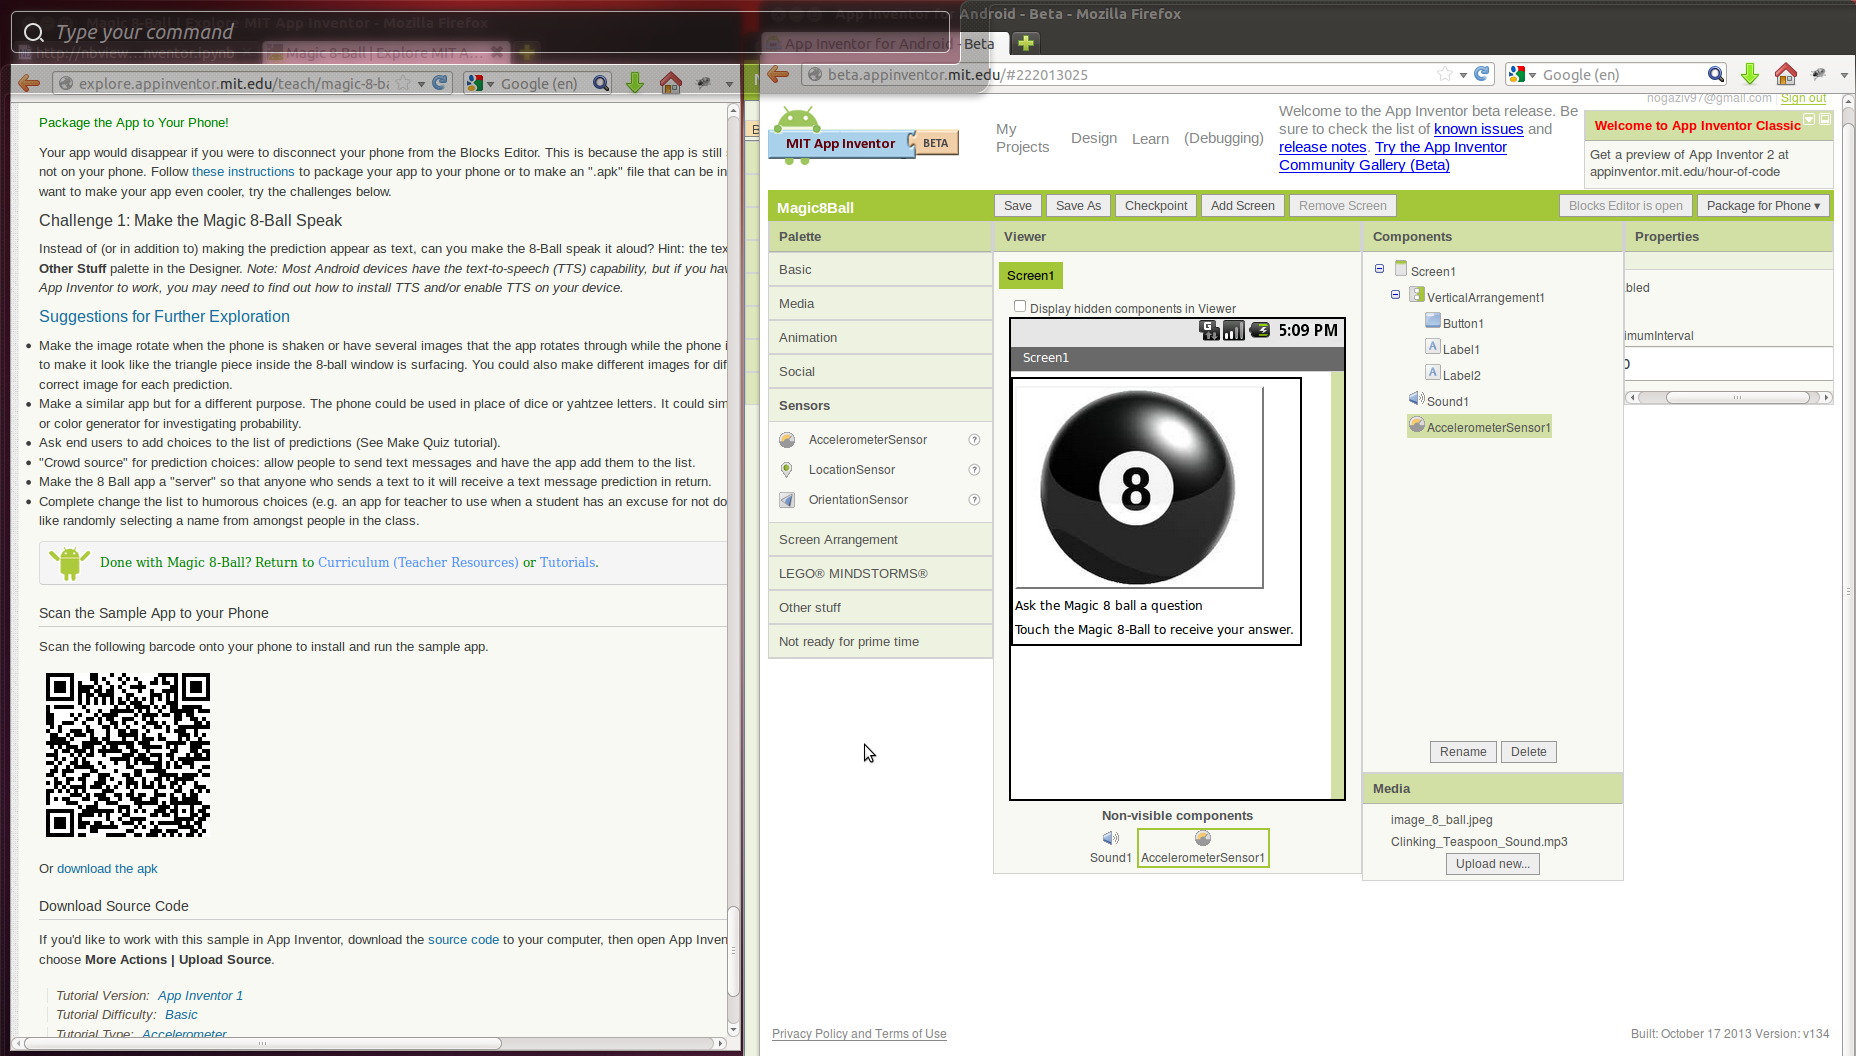 Magic 8-Ball | Explore MIT App Inventor - Mozilla Firefox
Type your command
Magic 8-Ball | Explore MIT A...
explore.appinventor.mit.edu/teach/magic-8-ba
Google (en)
Package the App to Your Phone!
Your app would disappear if you were to disconnect your phone from the Blocks Editor. This is because the app is still
not on your phone. Follow these instructions to package your app to your phone or to make an ".apk" file that can be in
want to make your app even cooler, try the challenges below.
Challenge 1: Make the Magic 8-Ball Speak
Instead of (or in addition to) making the prediction appear as text, can you make the 8-Ball speak it aloud? Hint: the tex
Other Stuff palette in the Designer. Note: Most Android devices have the text-to-speech (TTS) capability, but if you hav
App Inventor to work, you may need to find out how to install TTS and/or enable TTS on your device.
Suggestions for Further Exploration
Make the image rotate when the phone is shaken or have several images that the app rotates through while the phone i
to make it look like the triangle piece inside the 8-ball window is surfacing. You could also make different images for dif
correct image for each prediction.
Make a similar app but for a different purpose. The phone could be used in place of dice or yahtzee letters. It could sim
or color generator for investigating probability.
Ask end users to add choices to the list of predictions (See Make Quiz tutorial).
"Crowd source" for prediction choices: allow people to send text messages and have the app add them to the list.
Make the 8 Ball app a "server" so that anyone who sends a text to it will receive a text message prediction in return.
Complete change the list to humorous choices (e.g. an app for teacher to use when a student has an excuse for not do
like randomly selecting a name from amongst people in the class.
Done with Magic 8-Ball? Return to Curriculum (Teacher Resources) or Tutorials.
Scan the Sample App to your Phone
Scan the following barcode onto your phone to install and run the sample app.
Or download the apk
Download Source Code
If you'd like to work with this sample in App Inventor, download the source code to your computer, then open App Inven
choose More Actions | Upload Source.
Tutorial Version: App Inventor 1
Tutorial Difficulty: Basic
Tutorial Type: Accelerometer
App Inventor for Android - Beta - Mozilla Firefox
App Inventor for Android - Beta
beta.appinventor.mit.edu/#222013025
Google (en)
nogaziv97@gmail.com | Sign out
MIT App Inventor BETA
My Projects
Design
Learn
(Debugging)
Welcome to the App Inventor beta release. Be
sure to check the list of known issues and
release notes. Try the App Inventor
Community Gallery (Beta)
Welcome to App Inventor Classic
Get a preview of App Inventor 2 at
appinventor.mit.edu/hour-of-code
Magic8Ball
Save
Save As
Checkpoint
Add Screen
Remove Screen
Blocks Editor is open
Package for Phone ▾
Palette
Basic
Media
Animation
Social
Sensors
AccelerometerSensor ?
LocationSensor ?
OrientationSensor ?
Screen Arrangement
LEGO® MINDSTORMS®
Other stuff
Not ready for prime time
Viewer
Screen1
Display hidden components in Viewer
5:09 PM
Screen1
8
Ask the Magic 8 ball a question
Touch the Magic 8-Ball to receive your answer.
Non-visible components
Sound1
AccelerometerSensor1
Components
Screen1
VerticalArrangement1
Button1
A Label1
A Label2
Sound1
AccelerometerSensor1
Rename
Delete
Media
image_8_ball.jpeg
Clinking_Teaspoon_Sound.mp3
Upload new...
Properties
bled
imumInterval
0
Privacy Policy and Terms of Use
Built: October 17 2013 Version: v134